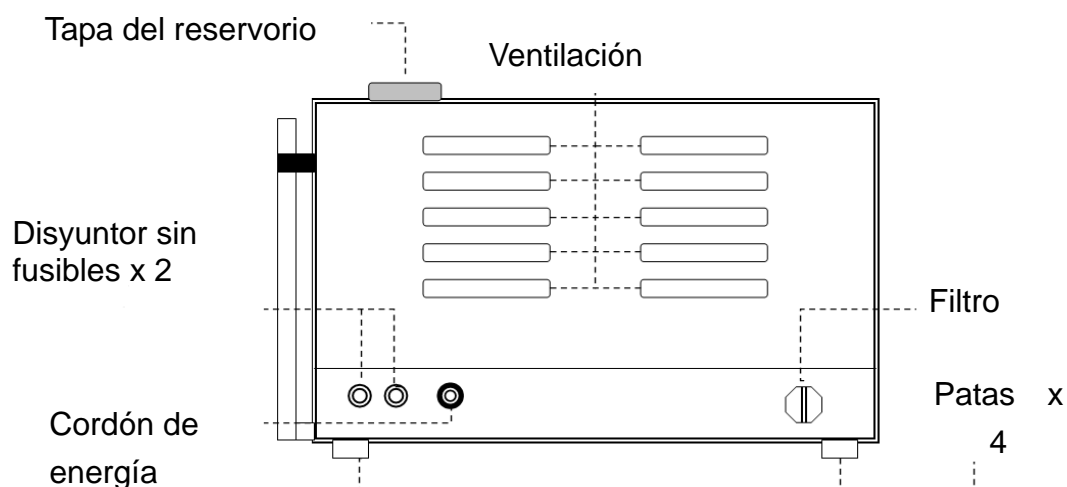 Tapa del reservorio
Ventilación
Disyuntor sin
fusibles x 2
Filtro
Patas x
4
Cordón de
energía